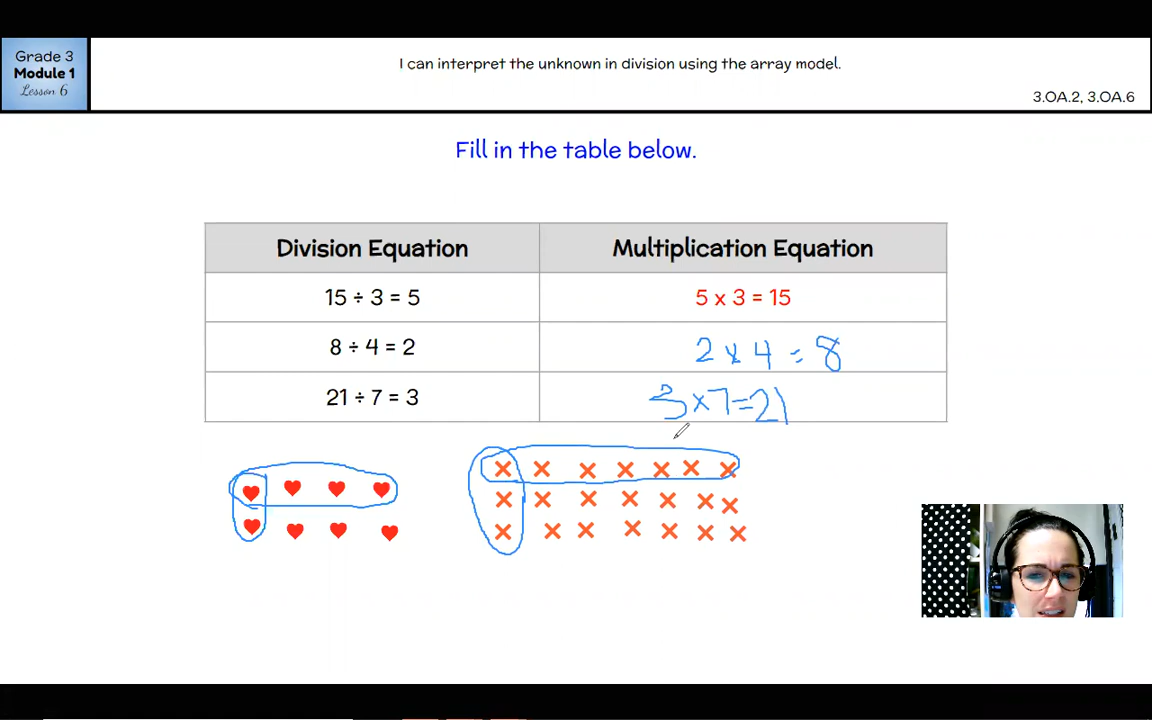 Grade 3
Module 1
Lesson 6
I can interpret the unknown in division using the array model.
3.OA.2, 3.OA.6
Fill in the table below.
Division Equation Multiplication Equation
15 ÷ 3 = 5 5 x 3 = 15
8 ÷ 4 = 2 2 x 4 = 8
21 ÷ 7 = 3 3 x 7 = 21